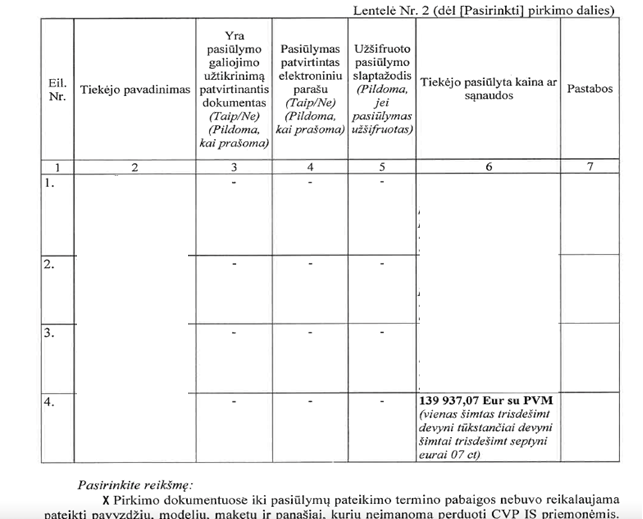 Lentelė Nr. 2 (dėl [Pasirinkti] pirkimo dalies)
Eil. Nr.
Tiekėjo pavadinimas
Yra pasiūlymo galiojimo užtikrinimą patvirtinantis dokumentas (Taip/Ne) (Pildoma, kai prašoma)
Pasiūlymas patvirtintas elektroniniu parašu (Taip/Ne) (Pildoma, kai prašoma)
Užšifruoto pasiūlymo slaptažodis (Pildoma, jei pasiūlymas užšifruotas)
Tiekėjo pasiūlyta kaina ar sąnaudos
Pastabos
1 2 3 4 5 6 7
1. - - -
2. - - -
3. - - -
4. - - - 139 937,07 Eur su PVM
(vienas šimtas trisdešimt
devyni tūkstančiai devyni
šimtai trisdešimt septyni
eurai 07 ct)
Pasirinkite reikšmę:
X Pirkimo dokumentuose iki pasiūlymų pateikimo termino pabaigos nebuvo reikalaujama
pateikti pavyzdžių, modelių, maketų ir panašiai, kurių neįmanoma perduoti CVP IS priemonėmis.